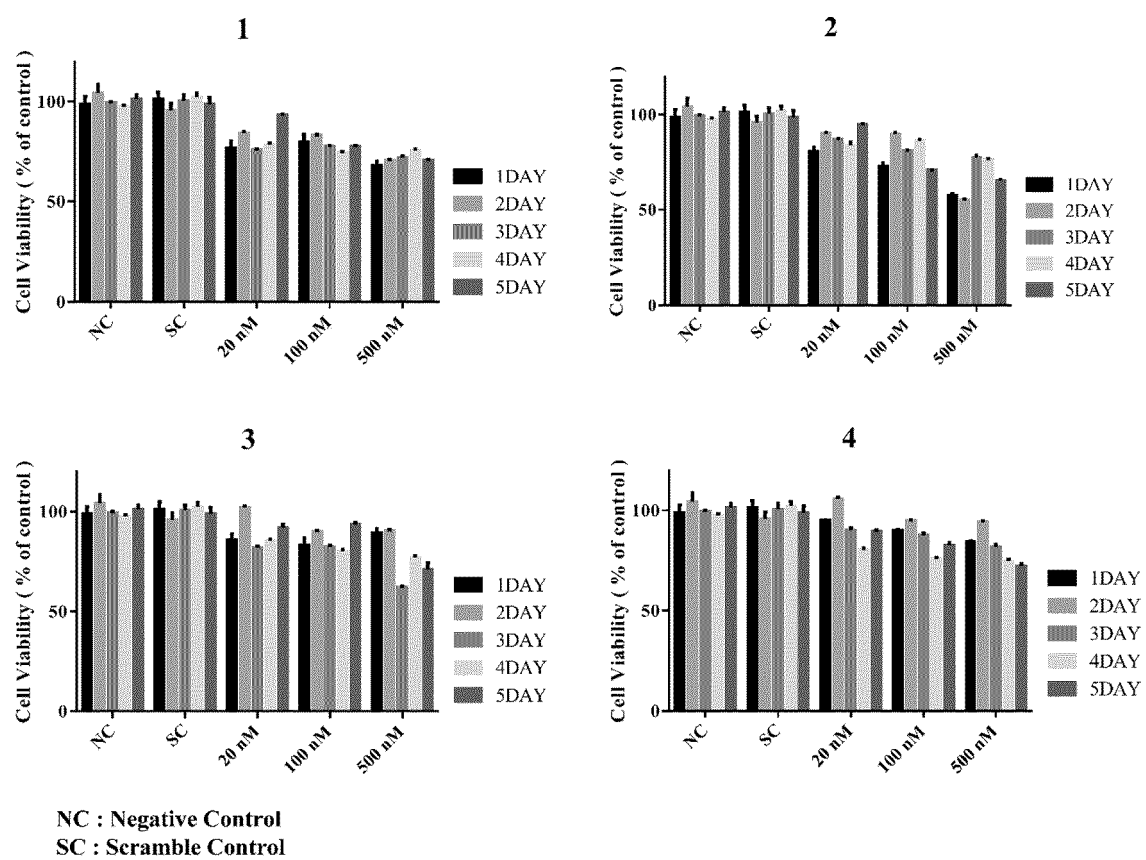 1
Cell Viability ( % of control )
100
50
0
NC
SC
20 nM
100 nM
500 nM
1DAY
2DAY
3DAY
4DAY
5DAY
2
Cell Viability ( % of control )
100
50
0
NC
SC
20 nM
100 nM
500 nM
1DAY
2DAY
3DAY
4DAY
5DAY
3
Cell Viability ( % of control )
100
50
0
NC
SC
20 nM
100 nM
500 nM
1DAY
2DAY
3DAY
4DAY
5DAY
4
Cell Viability ( % of control )
100
50
0
NC
SC
20 nM
100 nM
500 nM
1DAY
2DAY
3DAY
4DAY
5DAY
NC : Negative Control
SC : Scramble Control